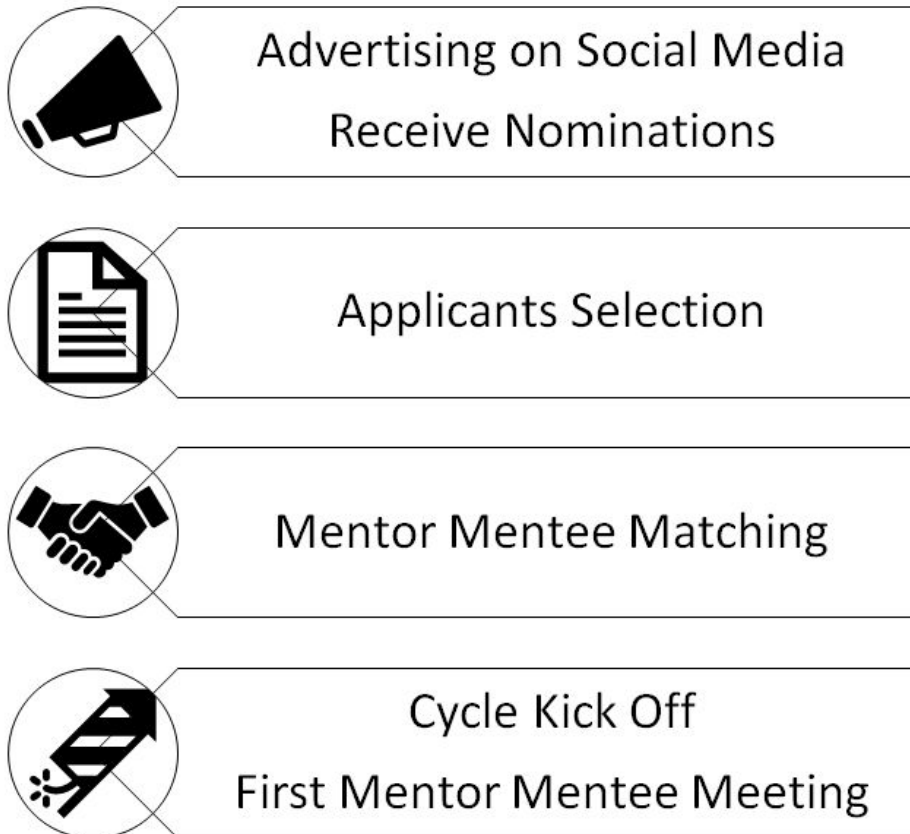 Advertising on Social Media
Receive Nominations
Applicants Selection
Mentor Mentee Matching
Cycle Kick Off
First Mentor Mentee Meeting